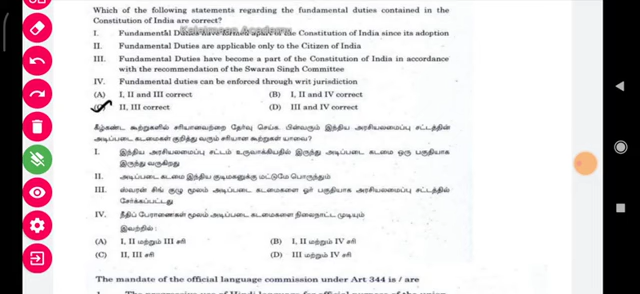 Which of the following statements regarding the fundamental duties contained in the
Constitution of India are correct?
I. Fundamental Duties have formed apart of the Constitution of India since its adoption
II. Fundamental Duties are applicable only to the Citizen of India
III. Fundamental Duties have become a part of the Constitution of India in accordance
with the recommendation of the Swaran Singh Committee
IV. Fundamental duties can be enforced through writ jurisdiction
(A) I, II and III correct (B) I, II and IV correct
(C) II, III correct (D) III and IV correct
கீழ்கண்ட கூற்றுகளில் சரியானவற்றை தேர்வு செய்க. பின்வரும் இந்திய அரசியலமைப்பு சட்டத்தின்
அடிப்படை கடமைகள் குறித்து வரும் சரியான கூற்றுகள் யாவை?
I. இந்திய அரசியலமைப்பு சட்டம் உருவாக்கியதில் இருந்து அடிப்படை கடமை ஒரு பகுதியாக
இருந்து வருகிறது
II. அடிப்படை கடமை இந்திய குடிமகனுக்கு மட்டுமே பொருந்தும்
III. ஸ்வரன் சிங் குழு மூலம் அடிப்படை கடமைகளை ஓர் பகுதியாக அரசியலமைப்பு சட்டத்தில்
சேர்க்கப்பட்டது
IV. நீதிப் பேராணைகள் மூலம் அடிப்படை கடமைகளை நிலைநாட்ட முடியும்
இவற்றில் :
(A) I, II மற்றும் III சரி (B) I, II மற்றும் IV சரி
(C) II, III சரி (D) III மற்றும் IV சரி
The mandate of the official language commission under Art 344 is / are